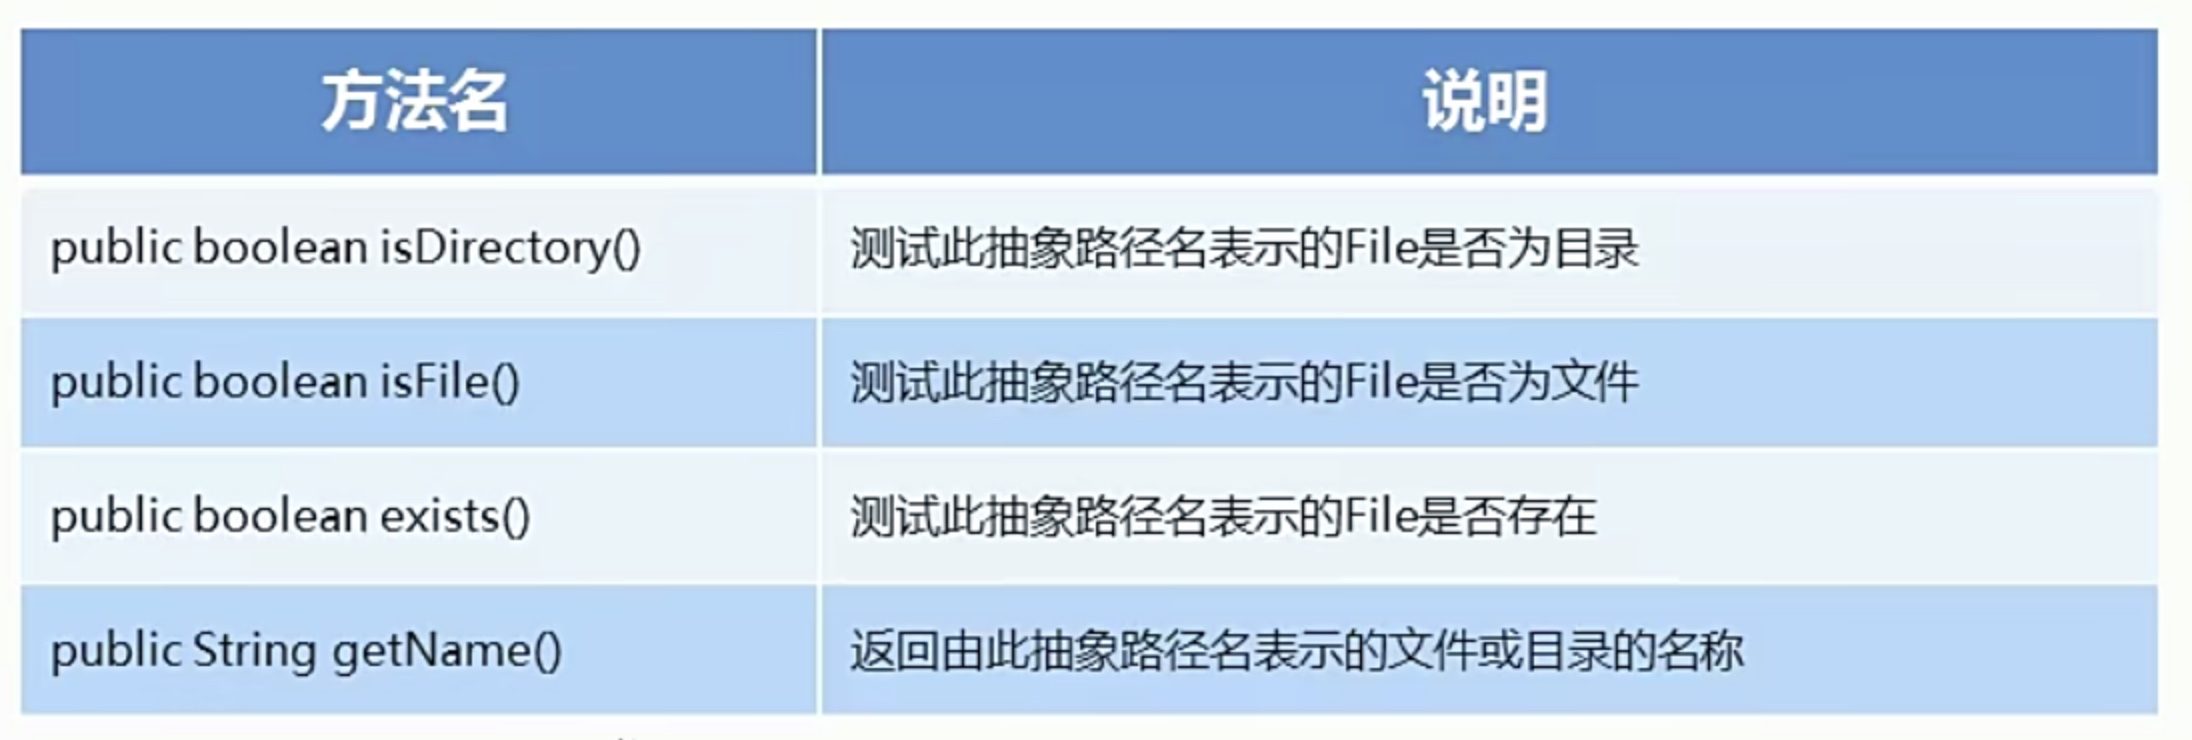 方法名
说明
public boolean isDirectory()
测试此抽象路径名表示的File是否为目录
public boolean isFile()
测试此抽象路径名表示的File是否为文件
public boolean exists()
测试此抽象路径名表示的File是否存在
public String getName()
返回由此抽象路径名表示的文件或目录的名称